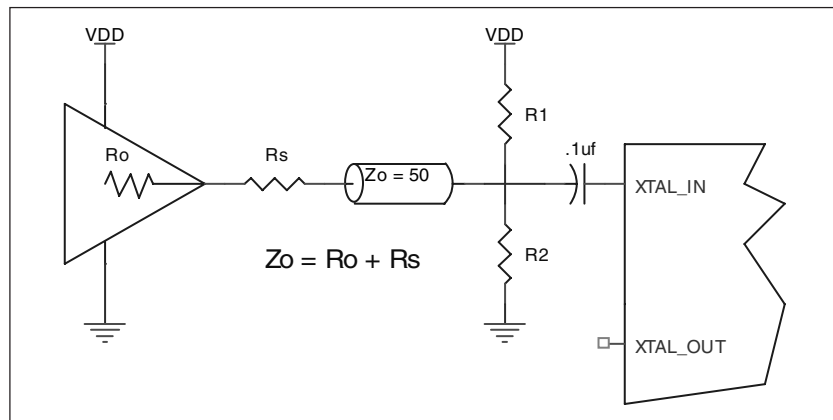 VDD
VDD
R1
.1uf
Ro
Rs
Zo = 50
XTAL_IN
Zo = Ro + Rs
R2
XTAL_OUT